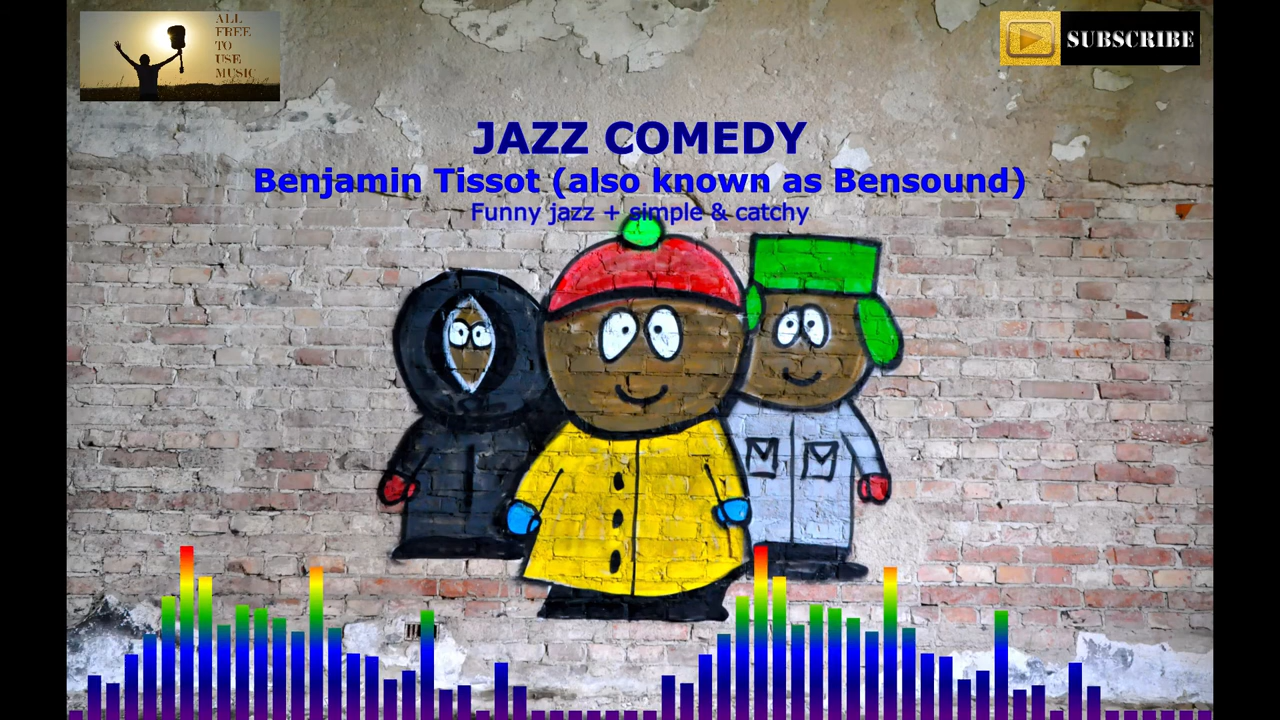 ALL
FREE
TO
USE
MUSIC
SUBSCRIBE
JAZZ COMEDY
Benjamin Tissot (also known as Bensound)
Funny jazz + simple & catchy